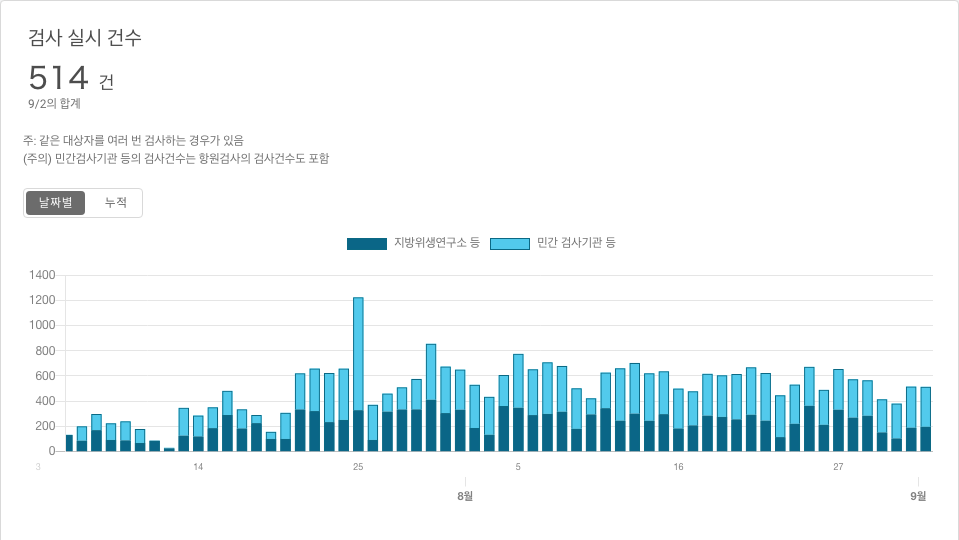 검사 실시 건수
514 건
9/2의 합계
주: 같은 대상자를 여러 번 검사하는 경우가 있음
(주의) 민간검사기관 등의 검사건수는 항원검사의 검사건수도 포함
날짜별 누적
지방위생연구소 등 민간 검사기관 등
1400
1200
1000
800
600
400
200
0
3 14 25 5 16 27
8월 9월